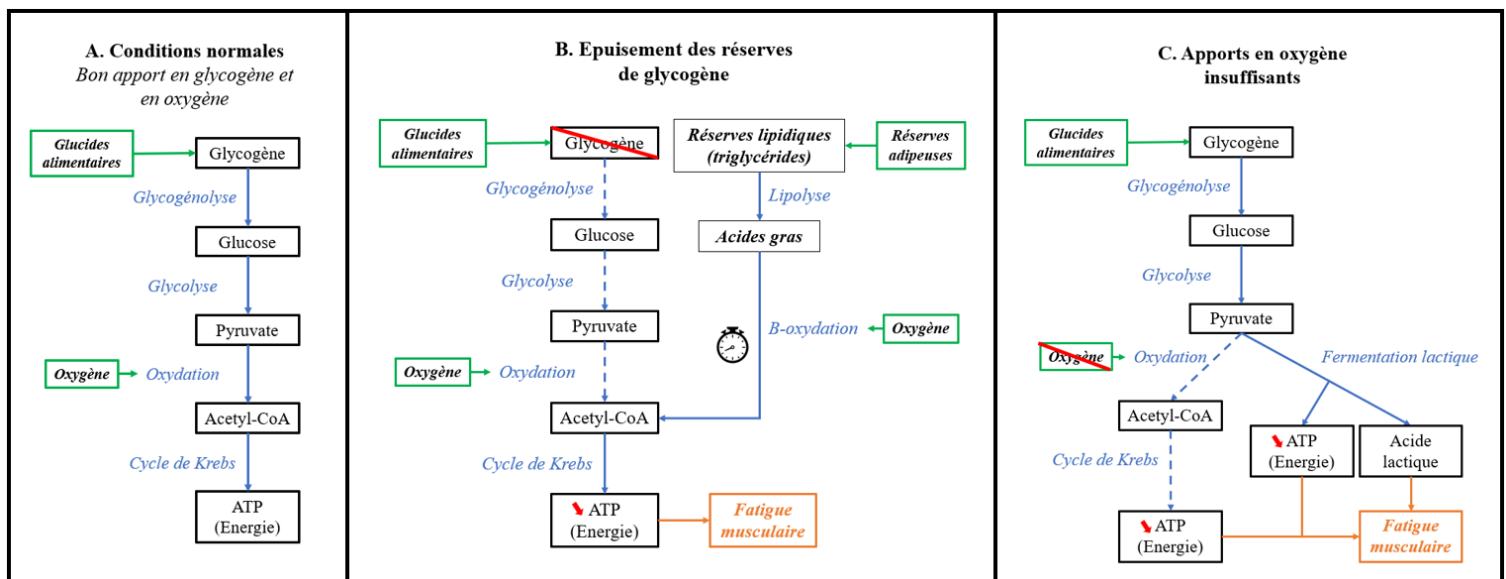 A. Conditions normales
Bon apport en glycogène et
en oxygène
Glucides
alimentaires
Glycogène
Glycogénolyse
Glucose
Glycolyse
Pyruvate
Oxygène
Oxydation
Acetyl-CoA
Cycle de Krebs
ATP
(Energie)
B. Epuisement des réserves
de glycogène
Glucides
alimentaires
Glycogène
Réserves lipidiques
(triglycérides)
Réserves
adipeuses
Glycogénolyse
Lipolyse
Glucose
Acides gras
Glycolyse
Pyruvate
B-oxydation
Oxygène
Oxygène
Oxydation
Acetyl-CoA
Cycle de Krebs
ATP
(Energie)
Fatigue
musculaire
C. Apports en oxygène
insuffisants
Glucides
alimentaires
Glycogène
Glycogénolyse
Glucose
Glycolyse
Pyruvate
Oxygène
Oxydation
Fermentation lactique
Acetyl-CoA
ATP
(Energie)
Acide
lactique
Cycle de Krebs
ATP
(Energie)
Fatigue
musculaire